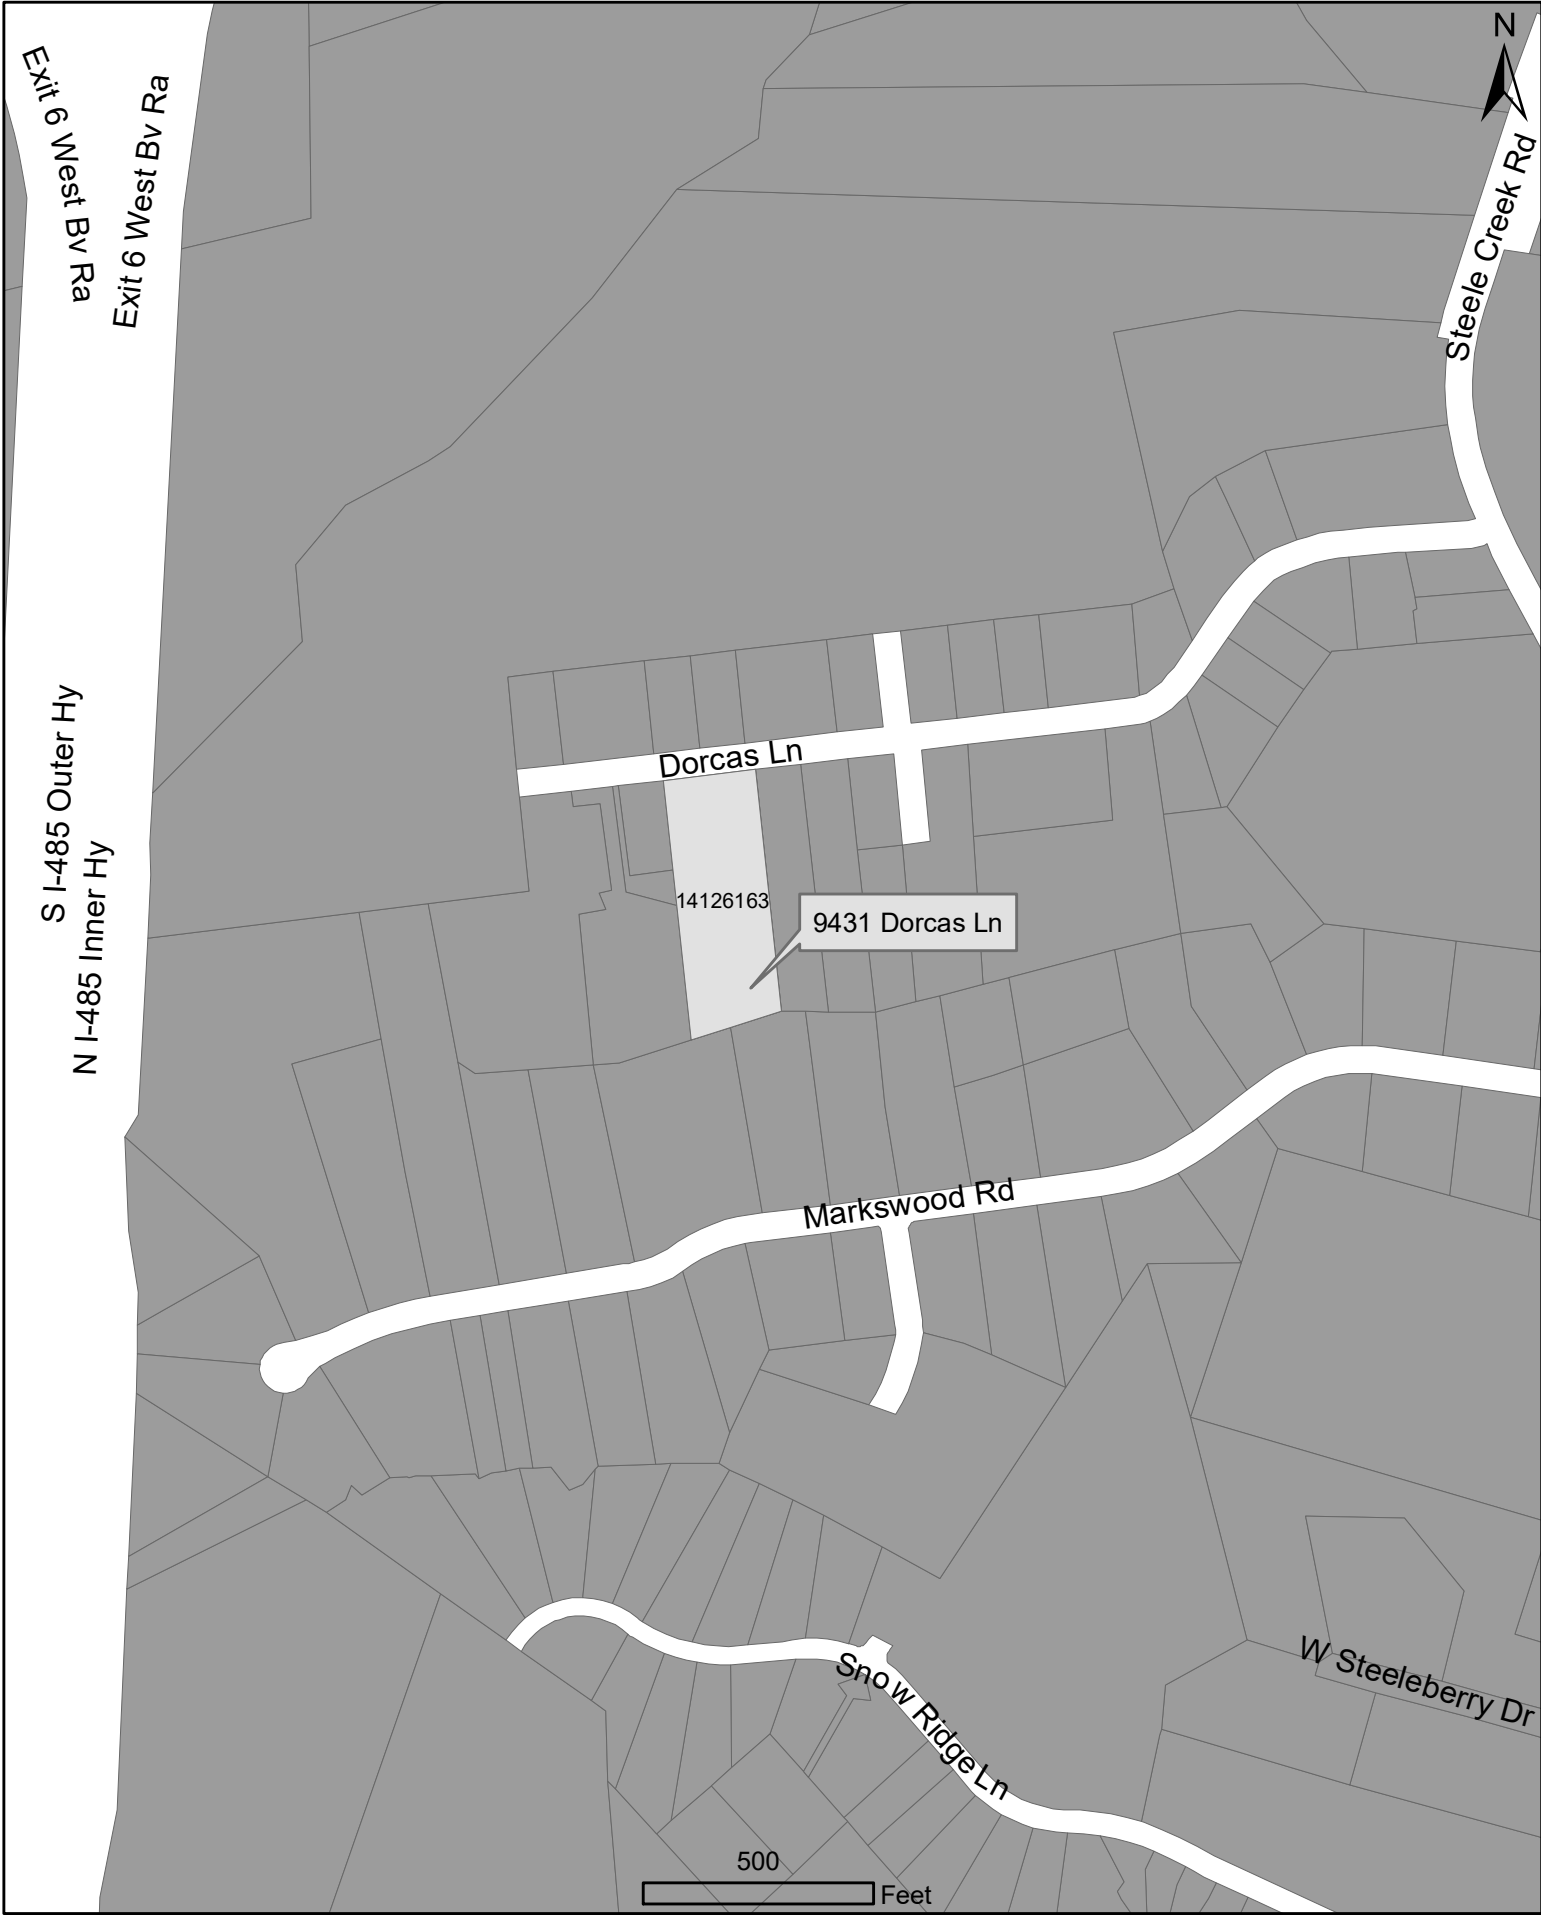 N
Exit 6 West Bv Ra
Exit 6 West Bv Ra
Steele Creek Rd
S I-485 Outer Hy
N I-485 Inner Hy
Dorcas Ln
14126163
9431 Dorcas Ln
Markswood Rd
W Steeleberry Dr
Snow Ridge Ln
500
Feet